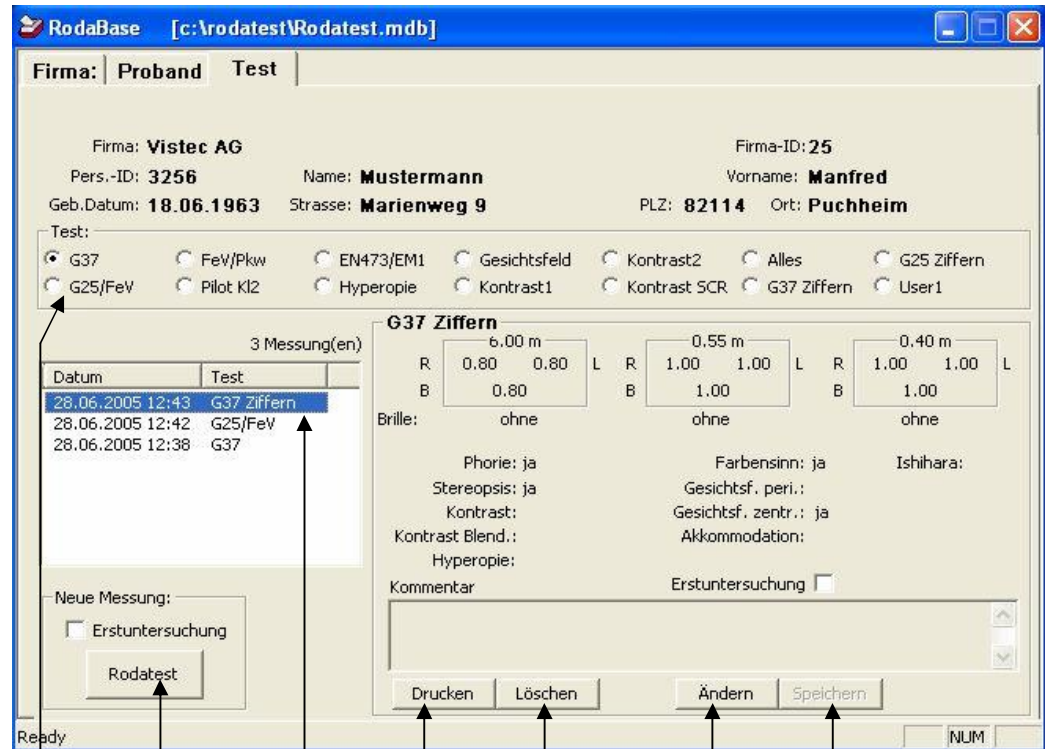 RodaBase [c:\rodatest\Rodatest.mdb]
Firma: Proband Test
Firma: Vistec AG Firma-ID: 25
Pers.-ID: 3256 Name: Mustermann Vorname: Manfred
Geb.Datum: 18.06.1963 Strasse: Marienweg 9 PLZ: 82114 Ort: Puchheim
Test:
G37 FeV/Pkw EN473/EM1 Gesichtsfeld Kontrast2 Alles G25 Ziffern
G25/FeV Pilot Kl2 Hyperopie Kontrast1 Kontrast SCR G37 Ziffern User1
3 Messung(en)
Datum Test
28.06.2005 12:43 G37 Ziffern
28.06.2005 12:42 G25/FeV
28.06.2005 12:38 G37
Neue Messung:
Erstuntersuchung
Rodatest
G37 Ziffern
6.00 m 0.55 m 0.40 m
R 0.80 0.80 L R 1.00 1.00 L R 1.00 1.00 L
B 0.80 B 1.00 B 1.00
Brille: ohne ohne ohne
Phorie: ja Farbensinn: ja Ishihara:
Stereopsis: ja Gesichtsf. peri.:
Kontrast: Gesichtsf. zentr.: ja
Kontrast Blend.: Akkommodation:
Hyperopie:
Kommentar Erstuntersuchung
Drucken Löschen Ändern Speichern
Ready NUM